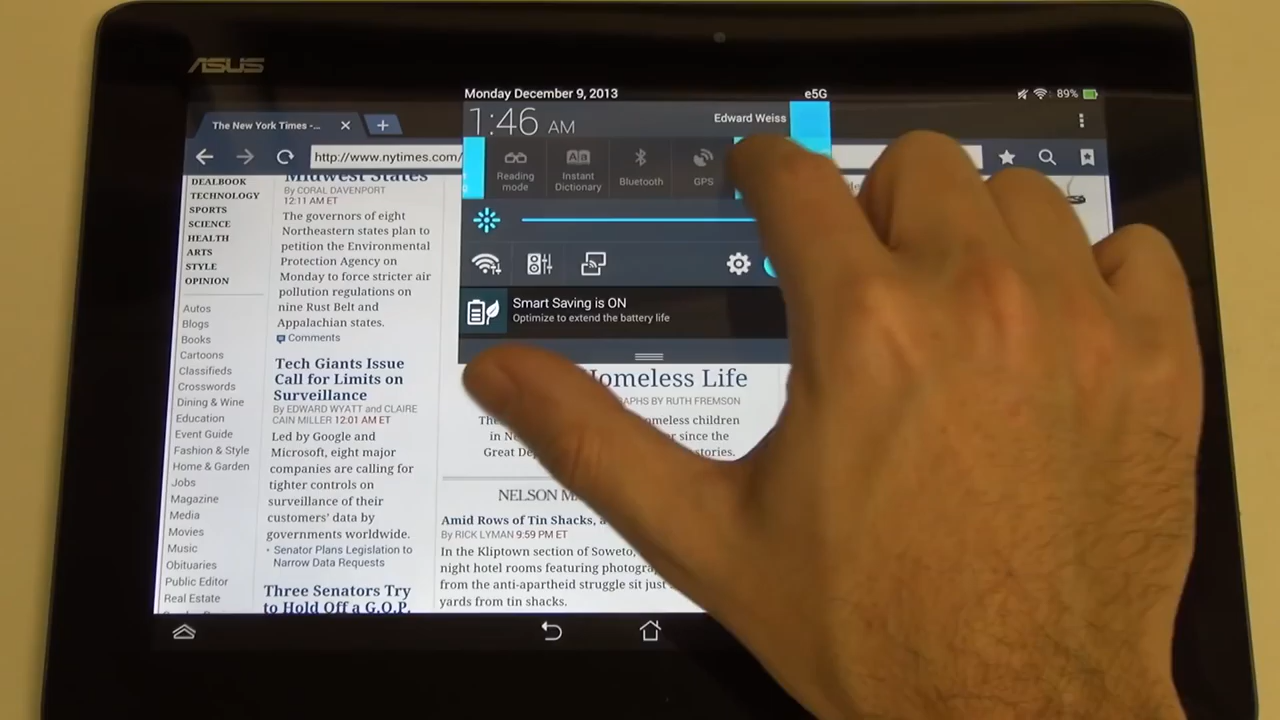 ASUS
Monday December 9, 2013
e5G
89%
The New York Times -...
1:46 AM
Edward Weiss
http://www.nytimes.com/
Reading mode
Instant Dictionary
Bluetooth
GPS
Smart Saving is ON
Optimize to extend the battery life
DEALBOOK
TECHNOLOGY
SPORTS
SCIENCE
HEALTH
ARTS
STYLE
OPINION
Autos
Blogs
Books
Cartoons
Classifieds
Crosswords
Dining & Wine
Education
Event Guide
Fashion & Style
Home & Garden
Jobs
Magazine
Media
Movies
Music
Obituaries
Public Editor
Real Estate
Midwest States
By CORAL DAVENPORT
12:11 AM ET
The governors of eight
Northeastern states plan to
petition the Environmental
Protection Agency on
Monday to force stricter air
pollution regulations on
nine Rust Belt and
Appalachian states.
Comments
Tech Giants Issue
Call for Limits on
Surveillance
By EDWARD WYATT and CLAIRE
CAIN MILLER 12:01 AM ET
Led by Google and
Microsoft, eight major
companies are calling for
tighter controls on
surveillance of their
customers' data by
governments worldwide.
• Senator Plans Legislation to
Narrow Data Requests
Three Senators Try
to Hold Off a G.O.P.
Homeless Life
BY RUTH FREMSON
homeless children
in
since the
Great
stories.
NELSON
Amid Rows of Tin Shacks,
By RICK LYMAN 9:59 PM ET
In the Kliptown section of Soweto,
night hotel rooms featuring
from the anti-apartheid struggle sit just
yards from tin shacks.